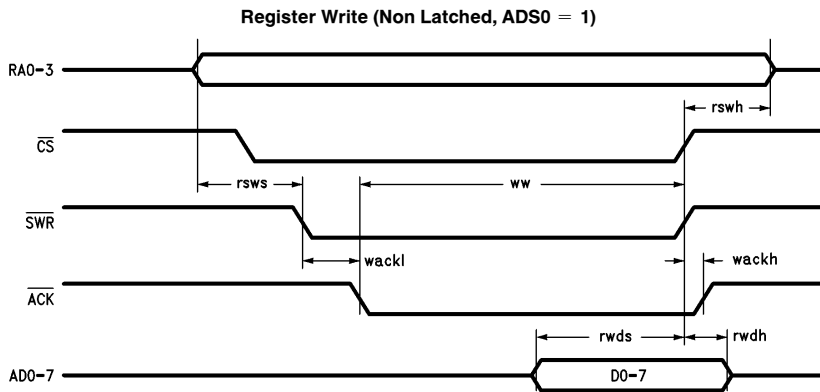 Register Write (Non Latched, ADS0 = 1)
RA0-3
rswh
CS
rsws
ww
SWR
wackl
wackh
ACK
rwds
rwdh
AD0-7
D0-7